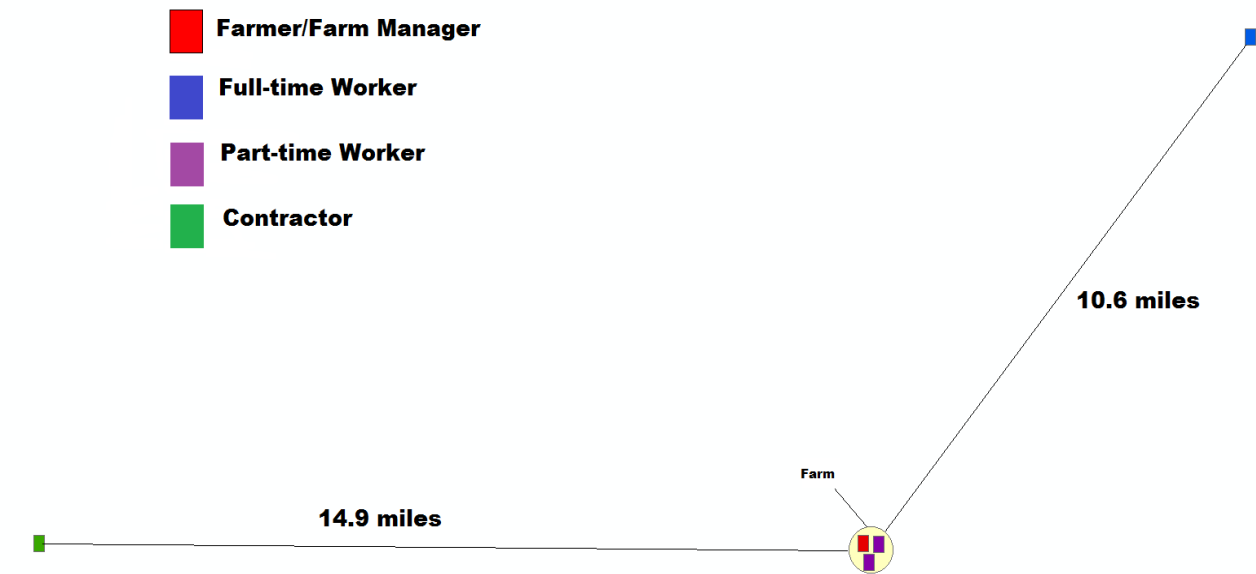 Farmer/Farm Manager
Full-time Worker
Part-time Worker
Contractor
10.6 miles
Farm
14.9 miles